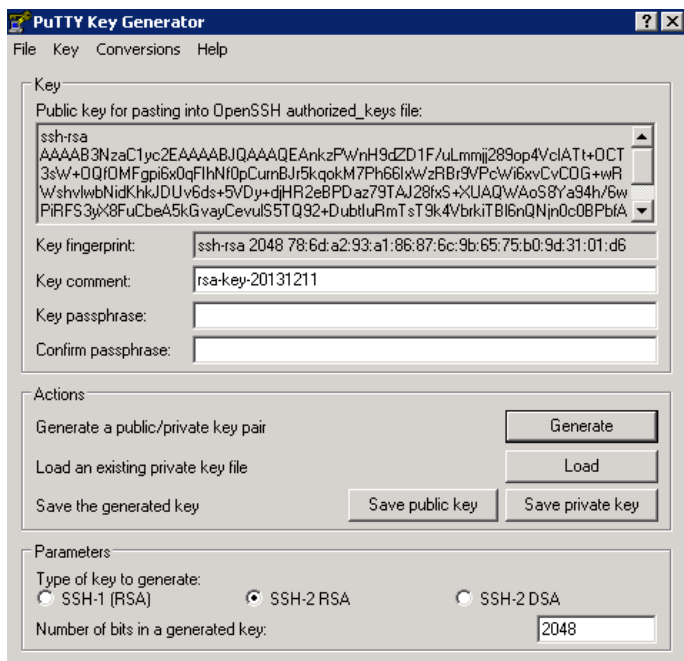 PuTTY Key Generator
File Key Conversions Help
Key
Public key for pasting into OpenSSH authorized_keys file:
ssh-rsa
AAAAB3NzaC1yc2EAAAABJQAAAQEAnkzPWnH9dZD1F/uLmmjj289op4VclATt+OCT
3sW+OQfOMFgpi6x0qFlhNf0pCurnBJr5kqokM7Ph66IxWzRBr9VPcWi6xvCvCOG+wR
WshvlwbNidKhkJDUv6ds+5VDy+djHR2eBPDaz79TAJ28fxS+XUAQWAoS8Ya94h/6w
PiRFS3yX8FuCbeA5kGvayCevulS5TQ92+DubtluRmTsT9k4VbrkiTBl6nQNjn0c0BPbfA
Key fingerprint: ssh-rsa 2048 78:6d:a2:93:a1:86:87:6c:9b:65:75:b0:9d:31:01:d6
Key comment: rsa-key-20131211
Key passphrase:
Confirm passphrase:
Actions
Generate a public/private key pair Generate
Load an existing private key file Load
Save the generated key Save public key Save private key
Parameters
Type of key to generate:
SSH-1 (RSA) SSH-2 RSA SSH-2 DSA
Number of bits in a generated key: 2048